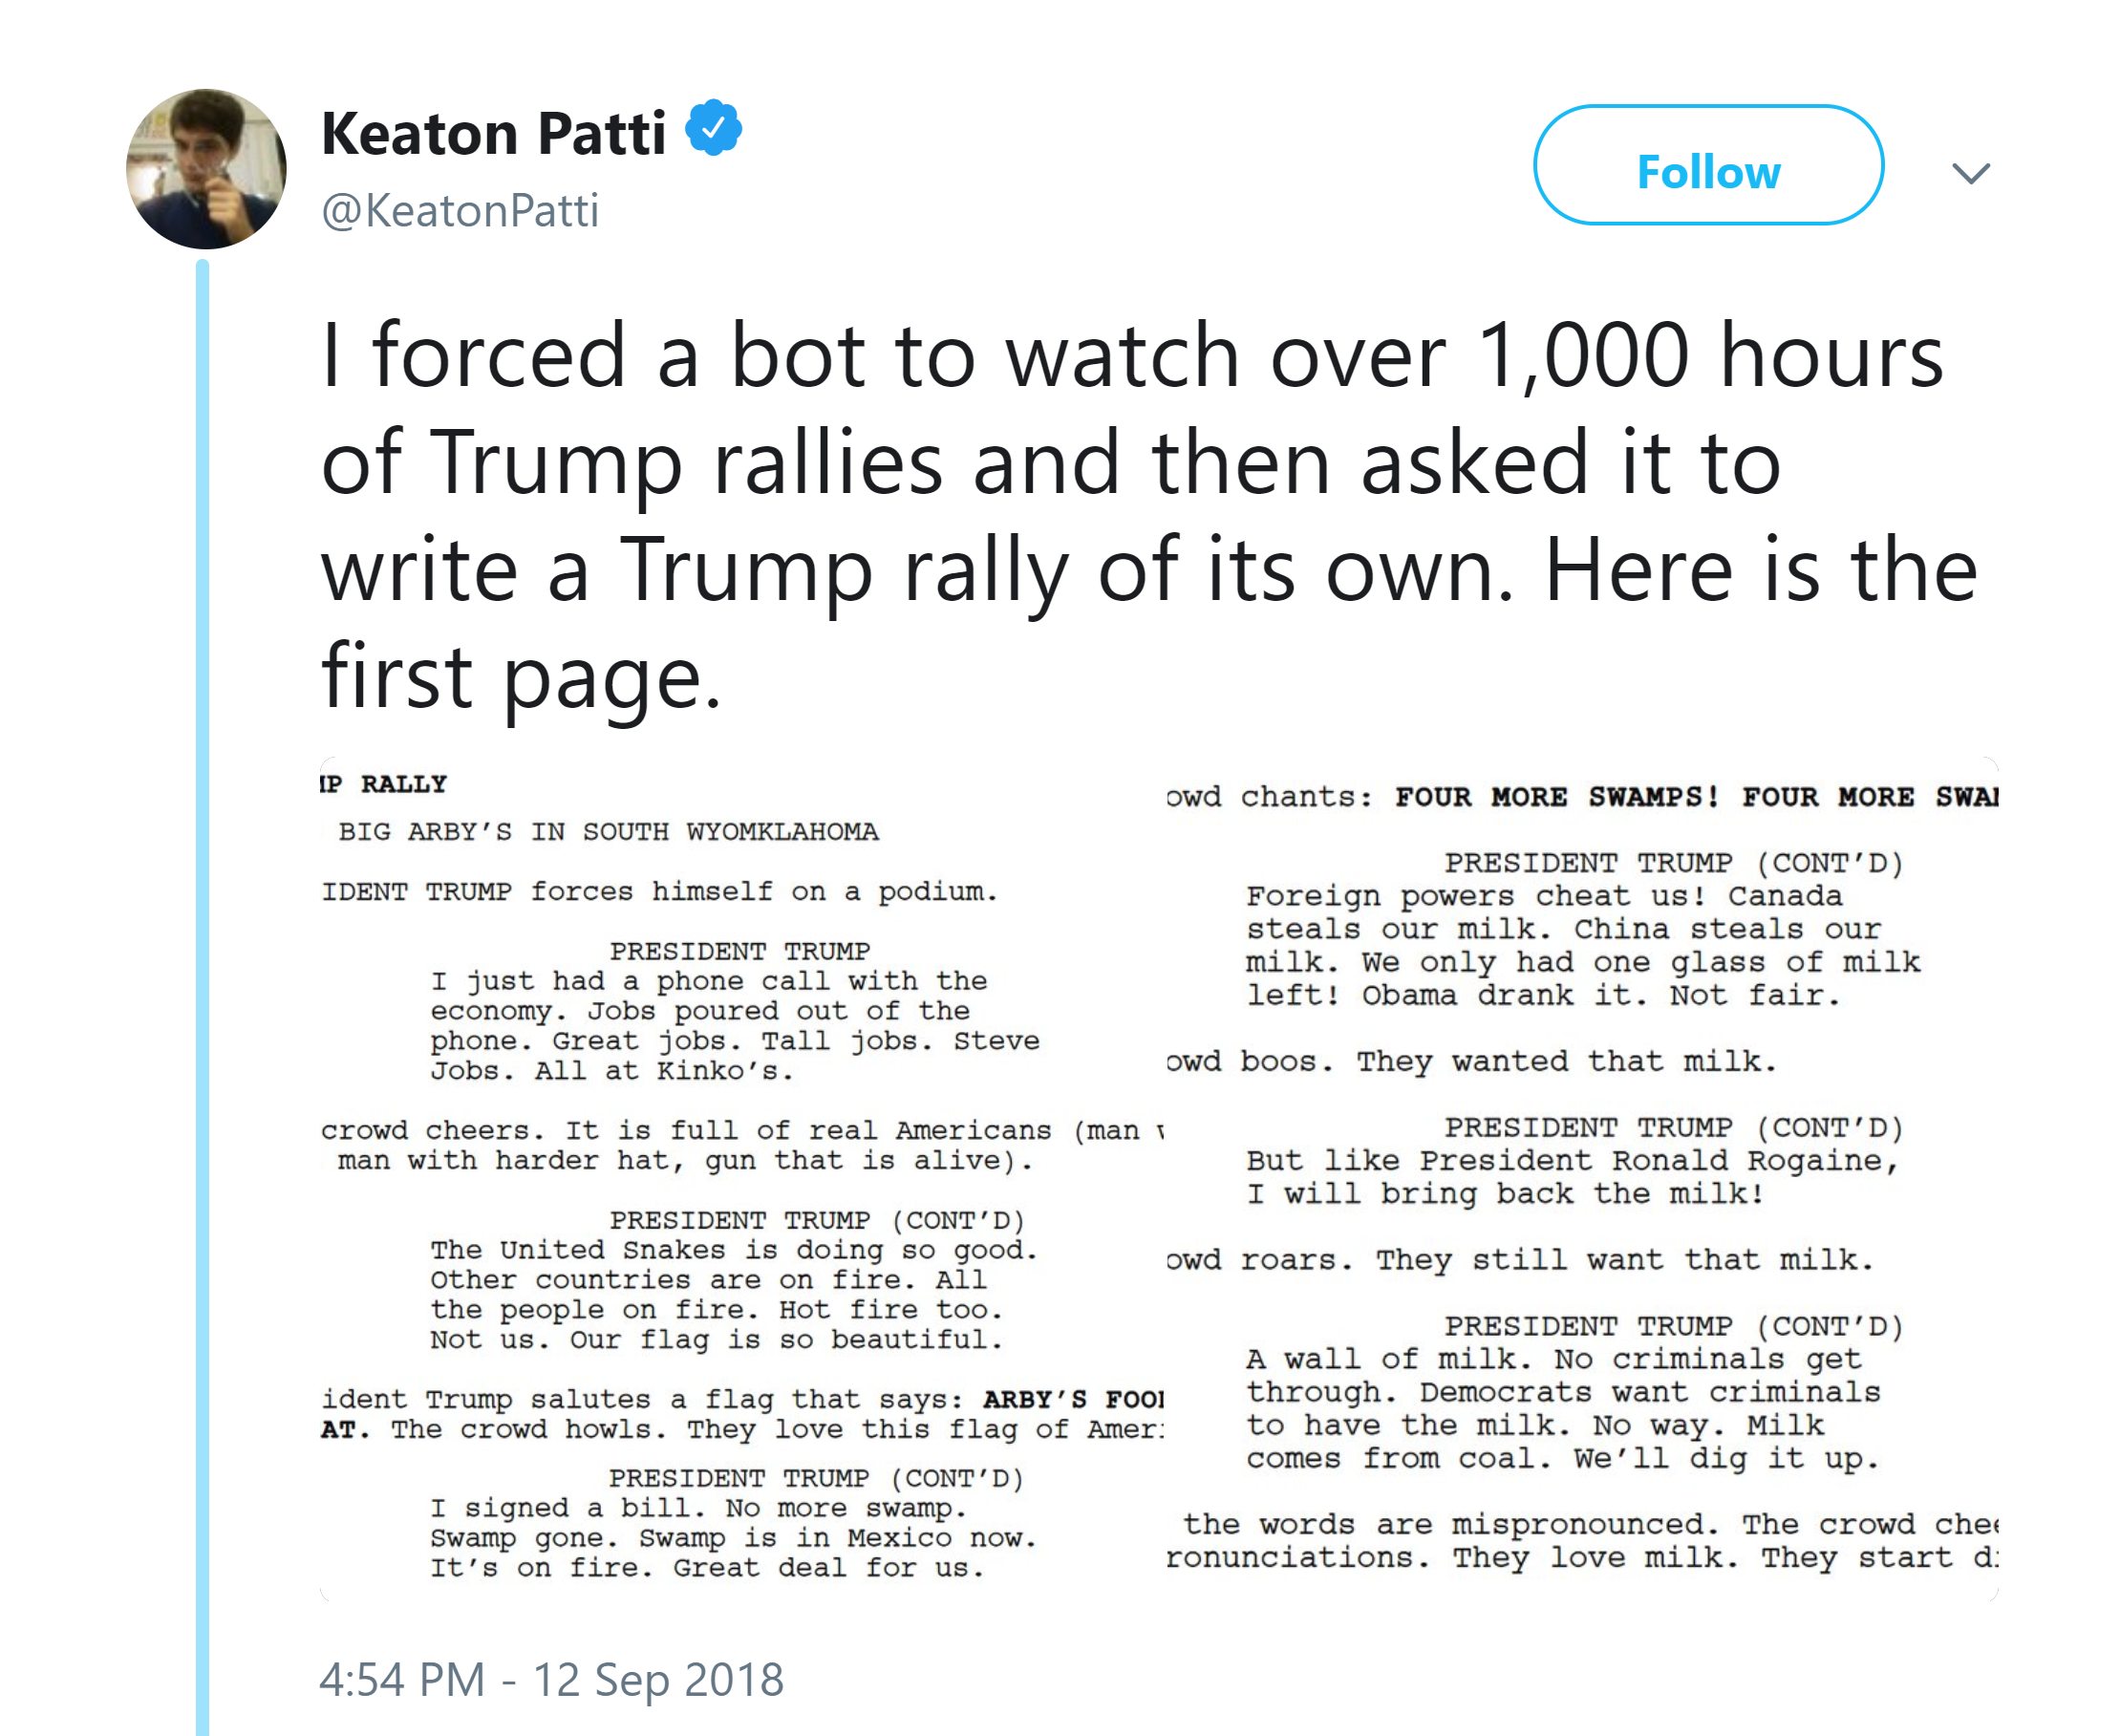 Keaton Patti
@KeatonPatti
Follow
I forced a bot to watch over 1,000 hours
of Trump rallies and then asked it to
write a Trump rally of its own. Here is the
first page.
RALLY
BIG ARBY'S IN SOUTH WYOMKLAHOMA
IDENT TRUMP forces himself on a podium.
PRESIDENT TRUMP
I just had a phone call with the
economy. Jobs poured out of the
phone. Great jobs. Tall jobs. Steve
Jobs. All at Kinko's.
crowd cheers. It is full of real Americans (man
man with harder hat, gun that is alive).
PRESIDENT TRUMP (CONT'D)
The United Snakes is doing so good.
Other countries are on fire. All
the people on fire. Hot fire too.
Not us. Our flag is so beautiful.
ident Trump salutes a flag that says: ARBY'S
AT. The crowd howls. They love this flag of
PRESIDENT TRUMP (CONT'D)
I signed a bill. No more swamp.
Swamp gone. Swamp is in Mexico now.
It's on fire. Great deal for us.
owd chants: FOUR MORE SWAMPS! FOUR MORE
PRESIDENT TRUMP (CONT'D)
Foreign powers cheat us! Canada
steals our milk. China steals our
milk. We only had one glass of milk
left! Obama drank it. Not fair.
owd boos. They wanted that milk.
PRESIDENT TRUMP (CONT'D)
But like President Ronald Rogaine,
I will bring back the milk!
owd roars. They still want that milk.
PRESIDENT TRUMP (CONT'D)
A wall of milk. No criminals get
through. Democrats want criminals
to have the milk. No way. Milk
comes from coal. We'll dig it up.
the words are mispronounced. The crowd
ronunciations. They love milk. They start
4:54 PM - 12 Sep 2018